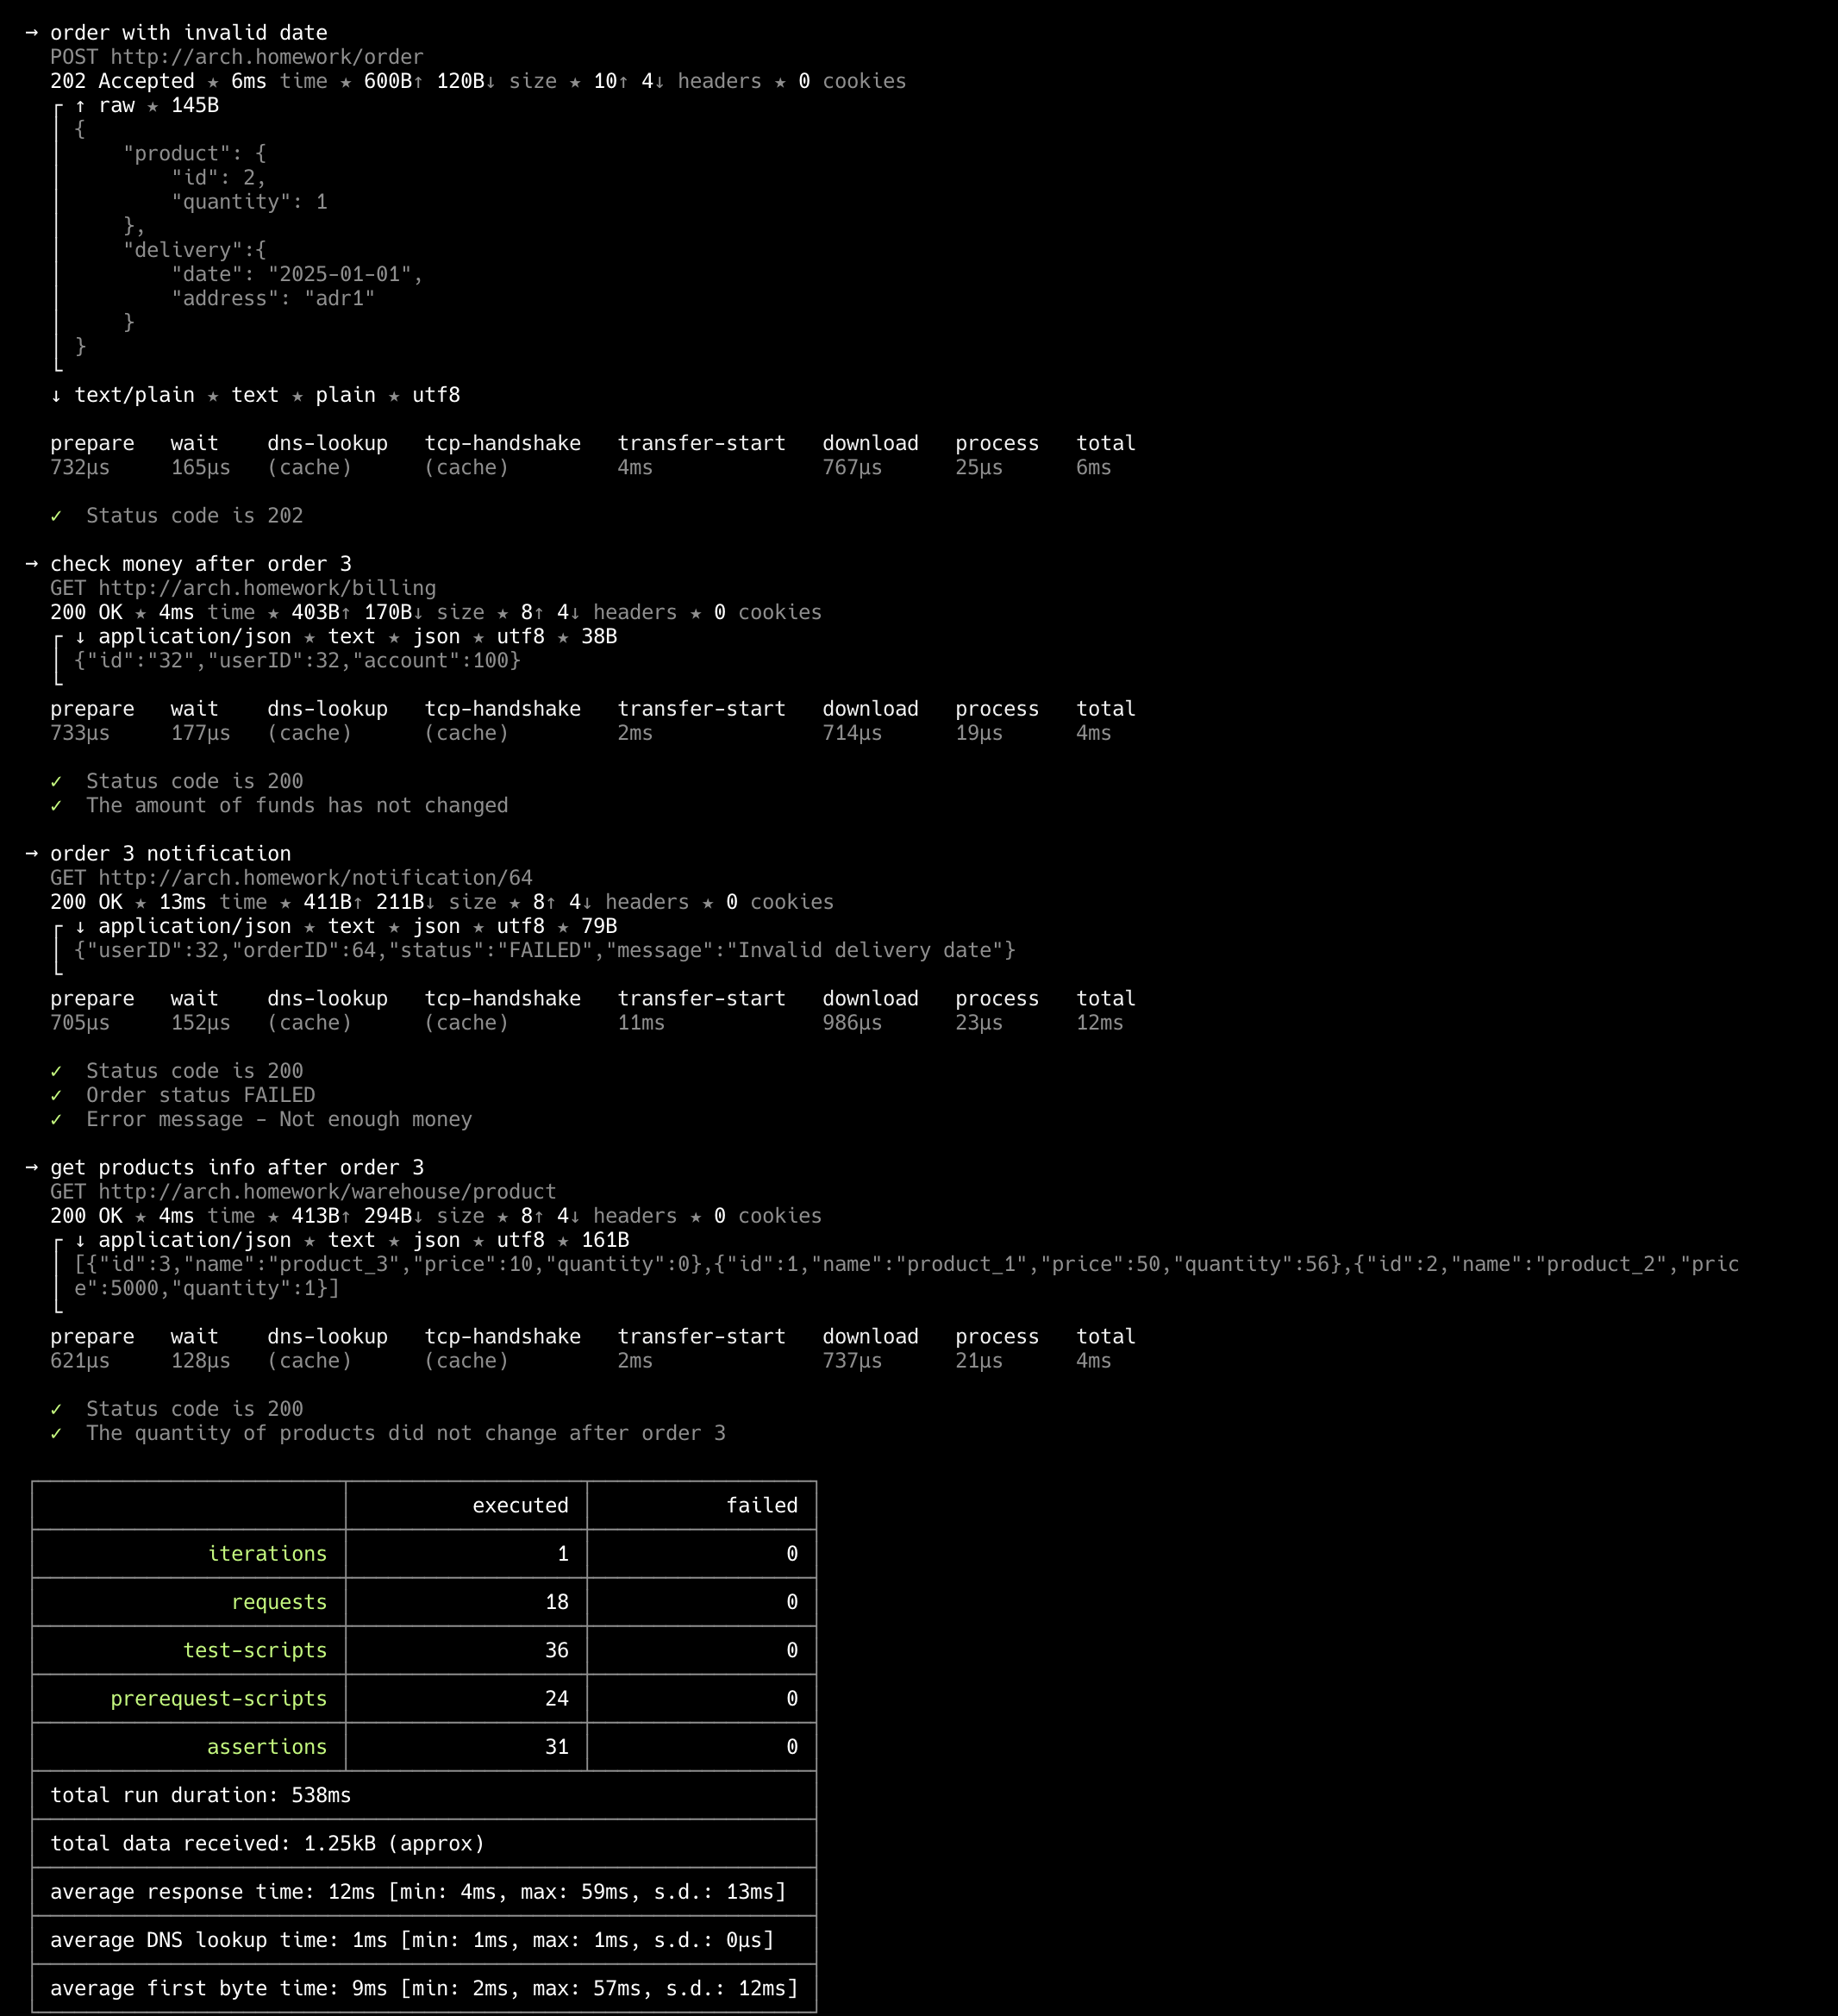 → order with invalid date
POST http://arch.homework/order
202 Accepted ★ 6ms time ★ 600B↑ 120B↓ size ★ 10↑ 4↓ headers ★ 0 cookies
┌ ↑ raw ★ 145B
│ {
│     "product": {
│         "id": 2,
│         "quantity": 1
│     },
│     "delivery":{
│         "date": "2025-01-01",
│         "address": "adr1"
│     }
│ }
└
↓ text/plain ★ text ★ plain ★ utf8
prepare   wait    dns-lookup   tcp-handshake   transfer-start   download   process   total
732µs     165µs   (cache)      (cache)         4ms              767µs      25µs      6ms
✓  Status code is 202
→ check money after order 3
GET http://arch.homework/billing
200 OK ★ 4ms time ★ 403B↑ 170B↓ size ★ 8↑ 4↓ headers ★ 0 cookies
┌ ↓ application/json ★ text ★ json ★ utf8 ★ 38B
│ {"id":"32","userID":32,"account":100}
└
prepare   wait    dns-lookup   tcp-handshake   transfer-start   download   process   total
733µs     177µs   (cache)      (cache)         2ms              714µs      19µs      4ms
✓  Status code is 200
✓  The amount of funds has not changed
→ order 3 notification
GET http://arch.homework/notification/64
200 OK ★ 13ms time ★ 411B↑ 211B↓ size ★ 8↑ 4↓ headers ★ 0 cookies
┌ ↓ application/json ★ text ★ json ★ utf8 ★ 79B
│ {"userID":32,"orderID":64,"status":"FAILED","message":"Invalid delivery date"}
└
prepare   wait    dns-lookup   tcp-handshake   transfer-start   download   process   total
705µs     152µs   (cache)      (cache)         11ms             986µs      23µs      12ms
✓  Status code is 200
✓  Order status FAILED
✓  Error message - Not enough money
→ get products info after order 3
GET http://arch.homework/warehouse/product
200 OK ★ 4ms time ★ 413B↑ 294B↓ size ★ 8↑ 4↓ headers ★ 0 cookies
┌ ↓ application/json ★ text ★ json ★ utf8 ★ 161B
│ [{"id":3,"name":"product_3","price":10,"quantity":0},{"id":1,"name":"product_1","price":50,"quantity":56},{"id":2,"name":"product_2","pric
│ e":5000,"quantity":1}]
└
prepare   wait    dns-lookup   tcp-handshake   transfer-start   download   process   total
621µs     128µs   (cache)      (cache)         2ms              737µs      21µs      4ms
✓  Status code is 200
✓  The quantity of products did not change after order 3
executed failed
iterations 1 0
requests 18 0
test-scripts 36 0
prerequest-scripts 24 0
assertions 31 0
total run duration: 538ms
total data received: 1.25kB (approx)
average response time: 12ms [min: 4ms, max: 59ms, s.d.: 13ms]
average DNS lookup time: 1ms [min: 1ms, max: 1ms, s.d.: 0µs]
average first byte time: 9ms [min: 2ms, max: 57ms, s.d.: 12ms]